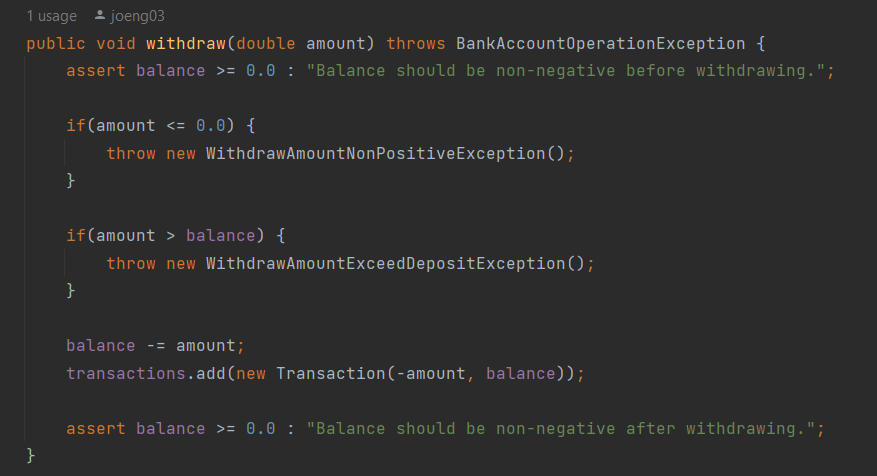 1 usage joeng03
public void withdraw(double amount) throws BankAccountOperationException {
    assert balance >= 0.0 : "Balance should be non-negative before withdrawing.";
    if(amount <= 0.0) {
        throw new WithdrawAmountNonPositiveException();
    }
    if(amount > balance) {
        throw new WithdrawAmountExceedDepositException();
    }
    balance -= amount;
    transactions.add(new Transaction(-amount, balance));
    assert balance >= 0.0 : "Balance should be non-negative after withdrawing.";
}